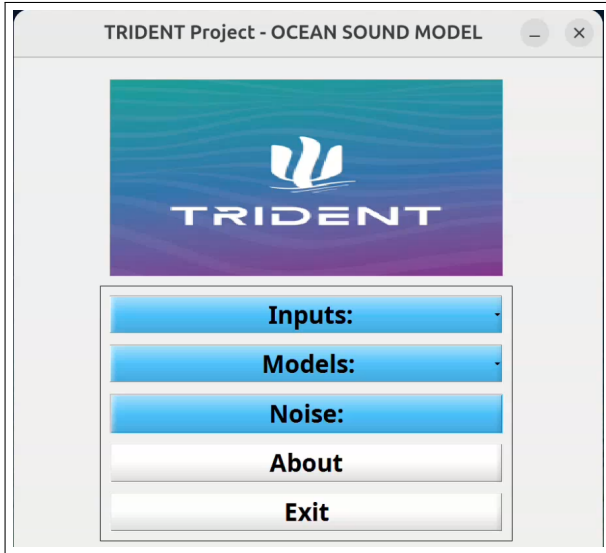 TRIDENT Project - OCEAN SOUND MODEL
TRIDENT
Inputs:
Models:
Noise:
About
Exit